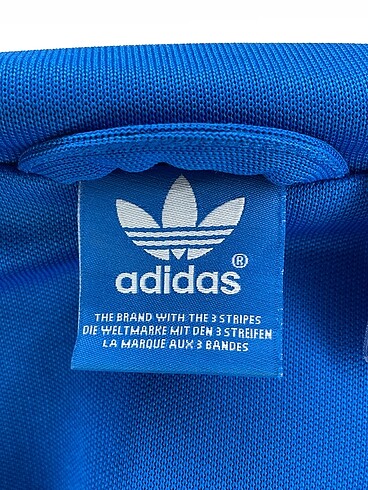 adidas®
THE BRAND WITH THE 3 STRIPES
DIE WELTMARKE MIT DEN 3 STREIFEN
LA MARQUE AUX 3 BANDES